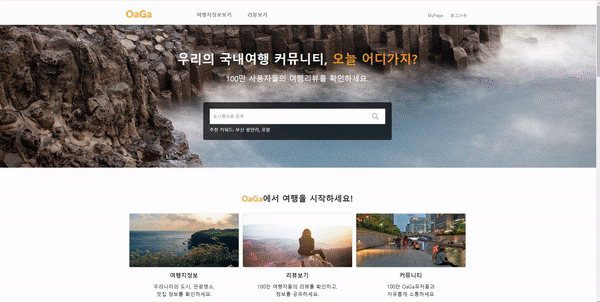 OaGa
여행지정보보기
리뷰보기
MyPage
로그아웃
우리의 국내여행 커뮤니티, 오늘 어디가지?
100만 사용자들의 여행리뷰를 확인하세요.
도시명으로 검색
추천 키워드: 부산 광안리, 포항
OaGa에서 여행을 시작하세요!
여행지정보
우리나라의 도시, 관광명소,
맛집 정보를 확인하세요.
리뷰보기
100만 여행자들의 리뷰를 확인하고,
정보를 공유하세요.
커뮤니티
100만 OaGa유저들과
자유롭게 소통하세요.